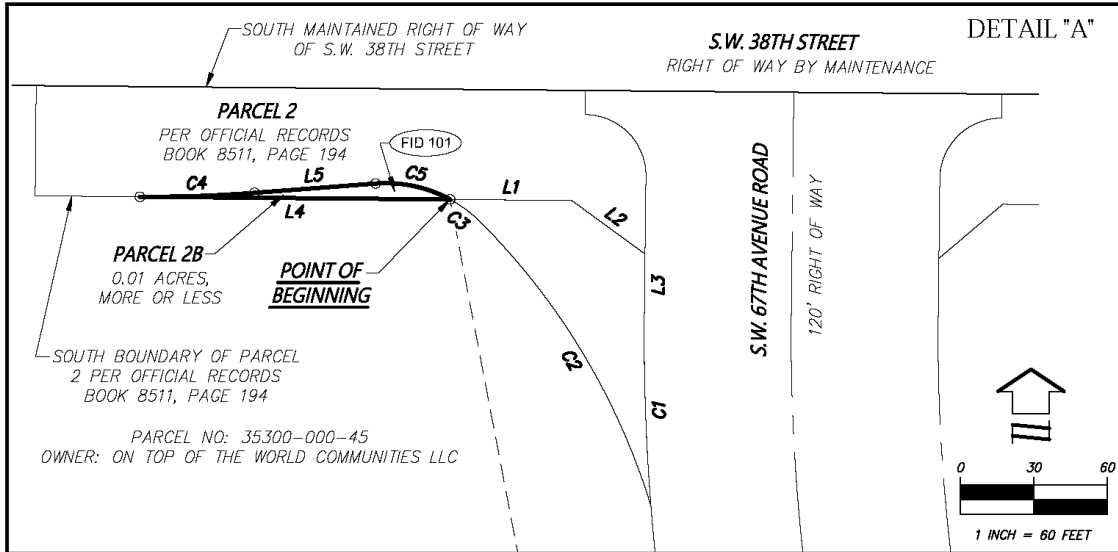 SOUTH MAINTAINED RIGHT OF WAY
OF S.W. 38TH STREET
S.W. 38TH STREET
RIGHT OF WAY BY MAINTENANCE
DETAIL "A"
PARCEL 2
PER OFFICIAL RECORDS
BOOK 8511, PAGE 194
FID 101
C4
L5
C5
L4
L1
C3
L2
PARCEL 2B
0.01 ACRES,
MORE OR LESS
POINT OF
BEGINNING
L3
C2
C1
S.W. 67TH AVENUE ROAD
120' RIGHT OF WAY
SOUTH BOUNDARY OF PARCEL
2 PER OFFICIAL RECORDS
BOOK 8511, PAGE 194
PARCEL NO: 35300-000-45
OWNER: ON TOP OF THE WORLD COMMUNITIES LLC
0 30 60
1 INCH = 60 FEET